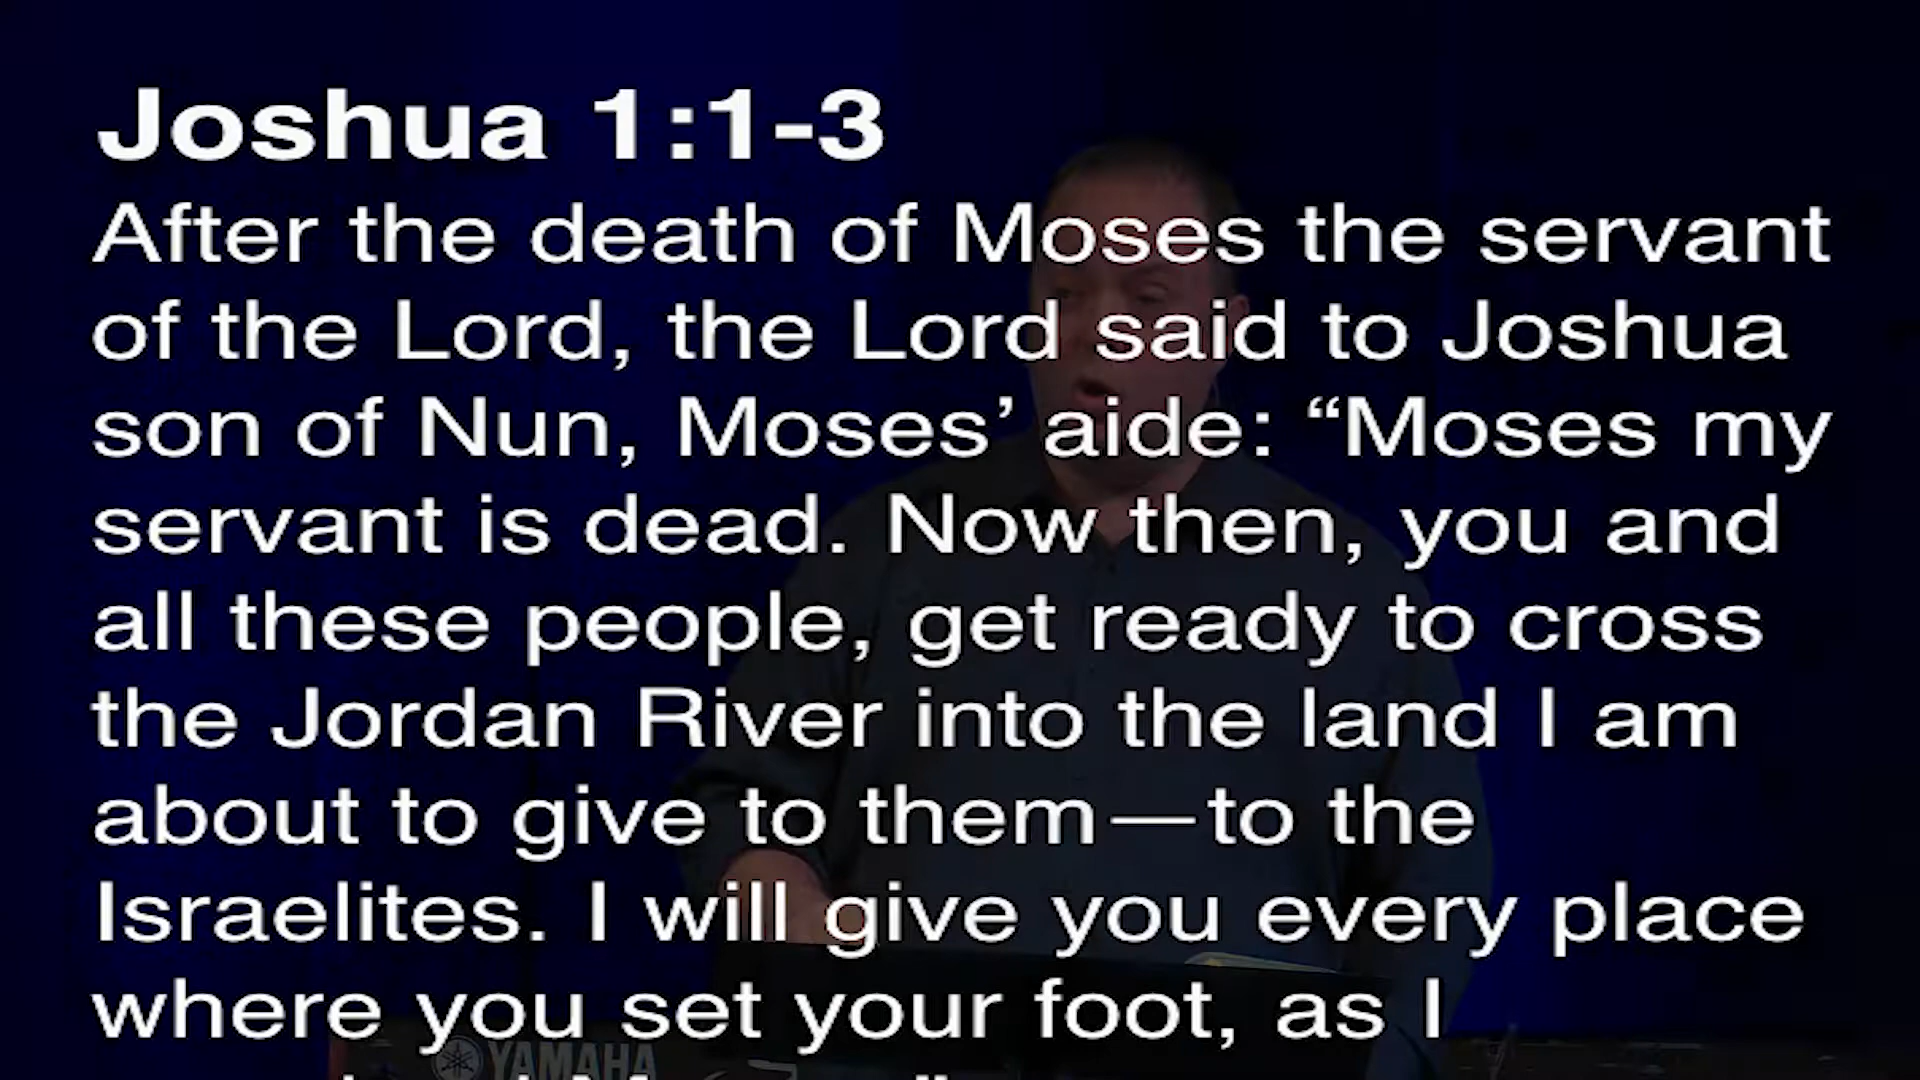 Joshua 1:1-3
After the death of Moses the servant
of the Lord, the Lord said to Joshua
son of Nun, Moses’ aide: “Moses my
servant is dead. Now then, you and
all these people, get ready to cross
the Jordan River into the land I am
about to give to them—to the
Israelites. I will give you every place
where you set your foot, as I
YAMAHA